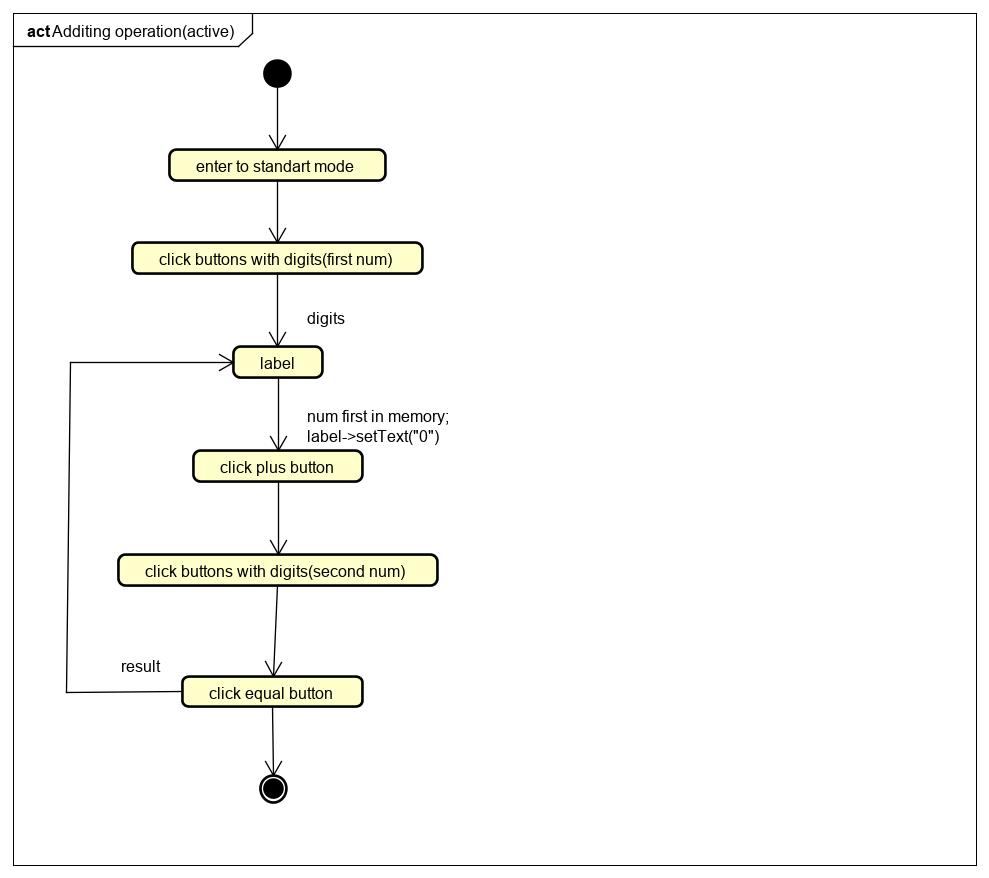 act Additing operation(active)
enter to standart mode
click buttons with digits(first num)
digits
label
num first in memory;
label->setText("0")
click plus button
click buttons with digits(second num)
result
click equal button